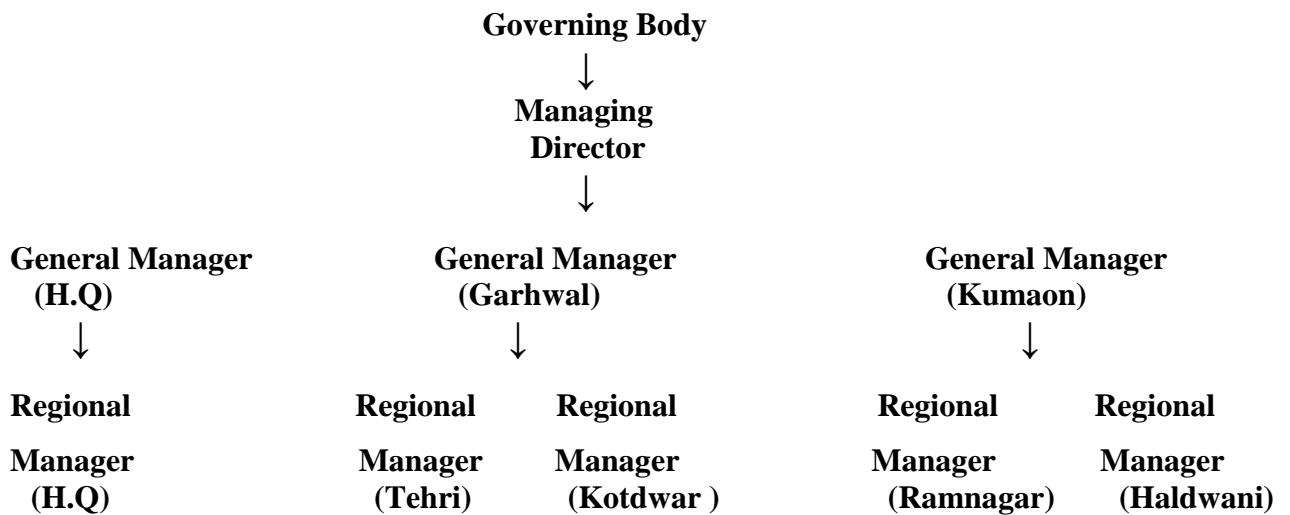 Governing Body
↓
Managing
Director
↓
General Manager General Manager General Manager
(H.Q) (Garhwal) (Kumaon)
↓ ↓ ↓
Regional Regional Regional Regional Regional
Manager Manager Manager Manager Manager
(H.Q) (Tehri) (Kotdwar ) (Ramnagar) (Haldwani)